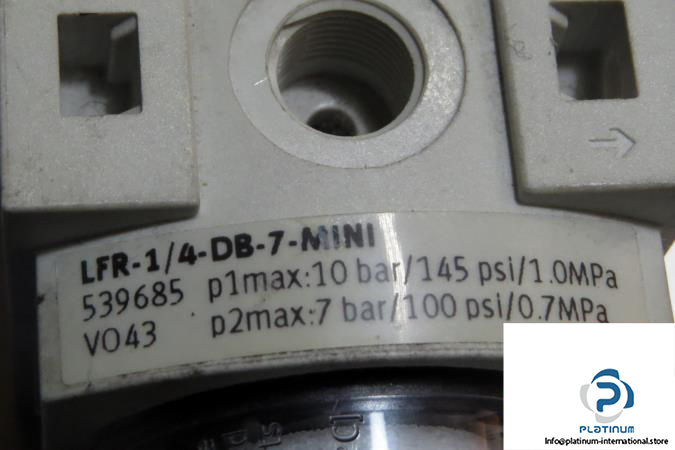 LFR-1/4-DB-7-MINI
539685 p1max:10 bar/145 psi/1.0MPa
VO43 p2max:7 bar/100 psi/0.7MPa
PLATINUM
Info@platinum-international.store